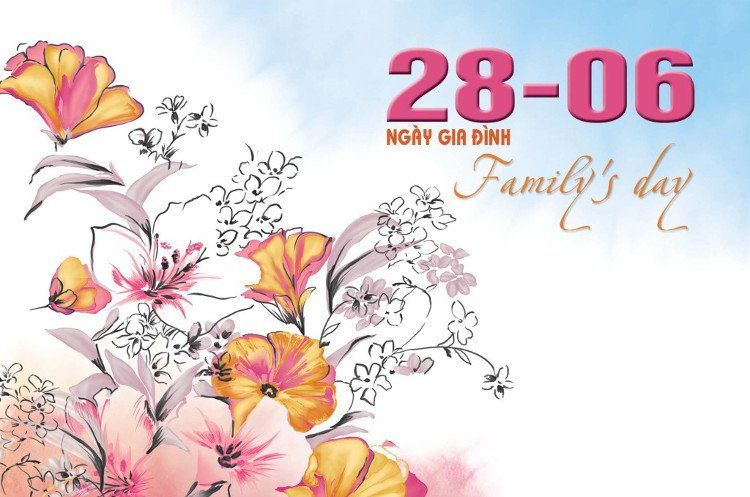 28-06
NGÀY GIA ĐÌNH
Family's day